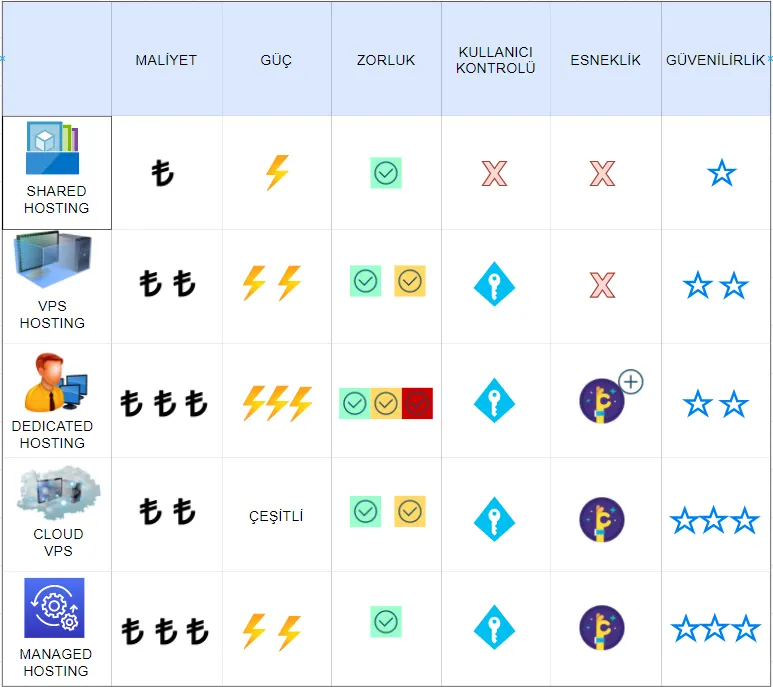 MALİYET
GÜÇ
ZORLUK
KULLANICI
KONTROLÜ
ESNEKLİK
GÜVENİLİRLİK
SHARED
HOSTING
₺
VPS
HOSTING
₺ ₺
DEDICATED
HOSTING
₺ ₺ ₺
CLOUD
VPS
₺ ₺
ÇEŞİTLİ
MANAGED
HOSTING
₺ ₺ ₺